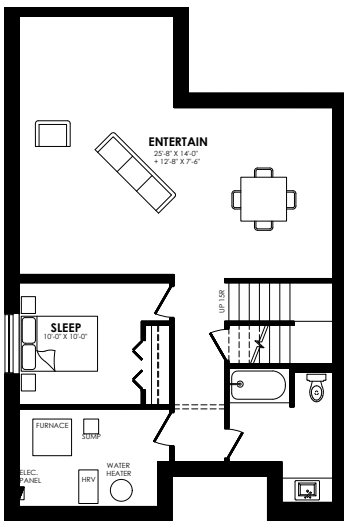 ENTERTAIN
25'-8" X 14'-0"
+ 12'-8" X 7'-6"
UP 15R
SLEEP
10'-0" X 10'-0"
FURNACE
SUMP
ELEC.
PANEL
HRV
WATER
HEATER